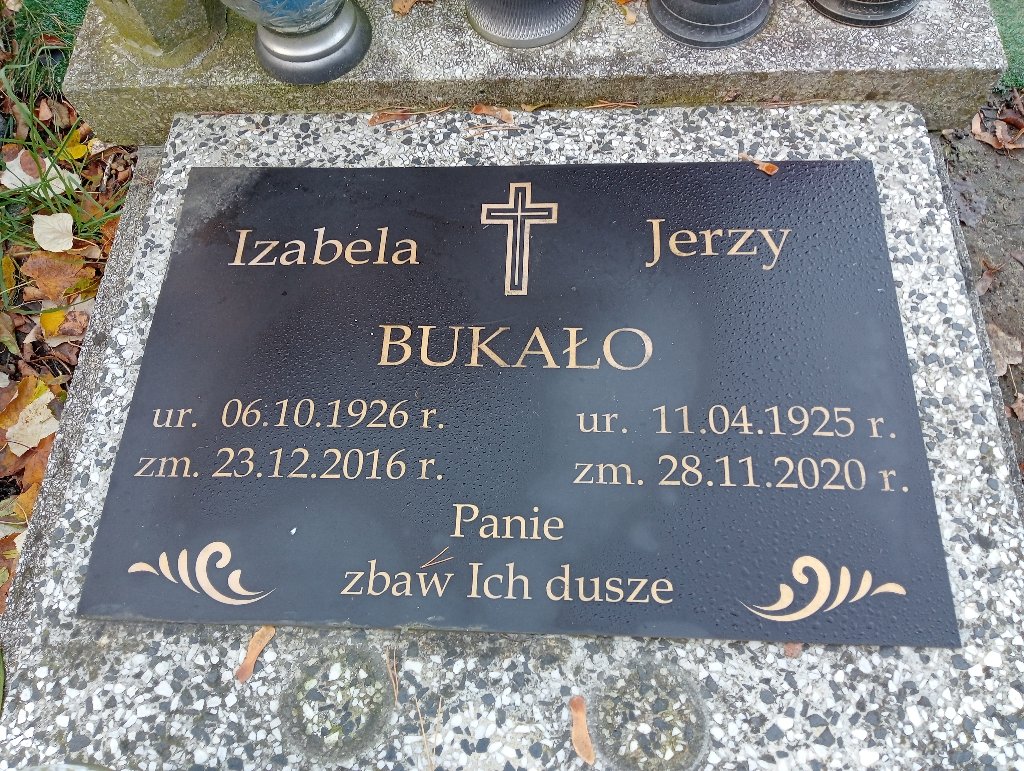 Izabela Jerzy
BUKAŁO
ur. 06.10.1926 r. ur. 11.04.1925 r.
zm. 23.12.2016 r. zm. 28.11.2020 r.
Panie
zbaw Ich dusze